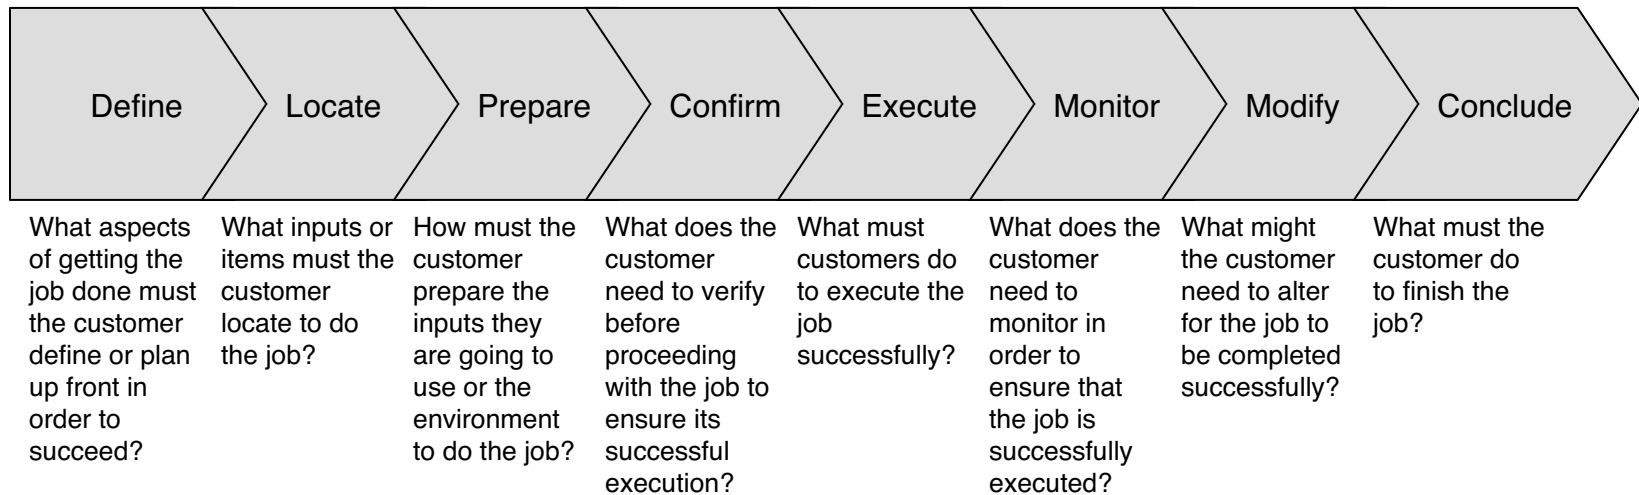 Define
Locate
Prepare
Confirm
Execute
Monitor
Modify
Conclude
What aspects
of getting the
job done must
the customer
define or plan
up front in
order to
succeed?
What inputs or
items must the
customer
locate to do
the job?
How must the
customer
prepare the
inputs they
are going to
use or the
environment
to do the job?
What does the
customer
need to verify
before
proceeding
with the job to
ensure its
successful
execution?
What must
customers do
to execute the
job
successfully?
What does the
customer
need to
monitor in
order to
ensure that
the job is
successfully
executed?
What might
the customer
need to alter
for the job to
be completed
successfully?
What must the
customer do
to finish the
job?